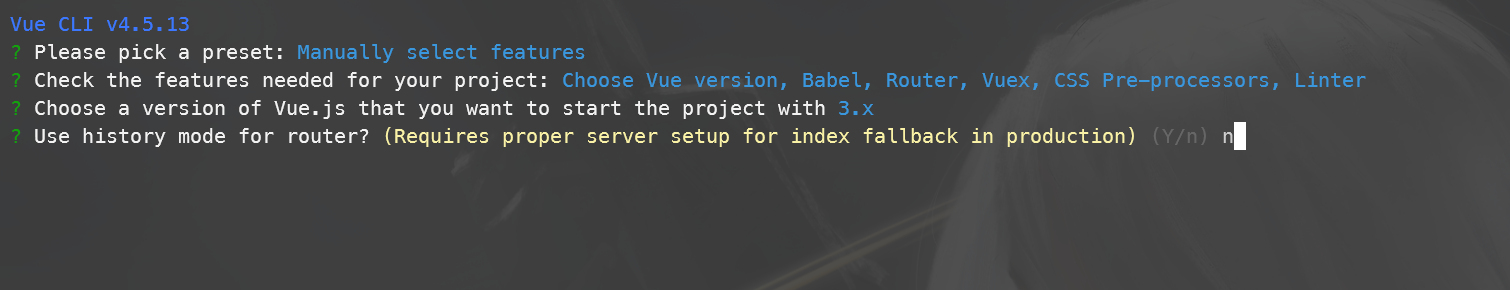 Vue CLI v4.5.13
? Please pick a preset: Manually select features
? Check the features needed for your project: Choose Vue version, Babel, Router, Vuex, CSS Pre-processors, Linter
? Choose a version of Vue.js that you want to start the project with 3.x
? Use history mode for router? (Requires proper server setup for index fallback in production) (Y/n) n